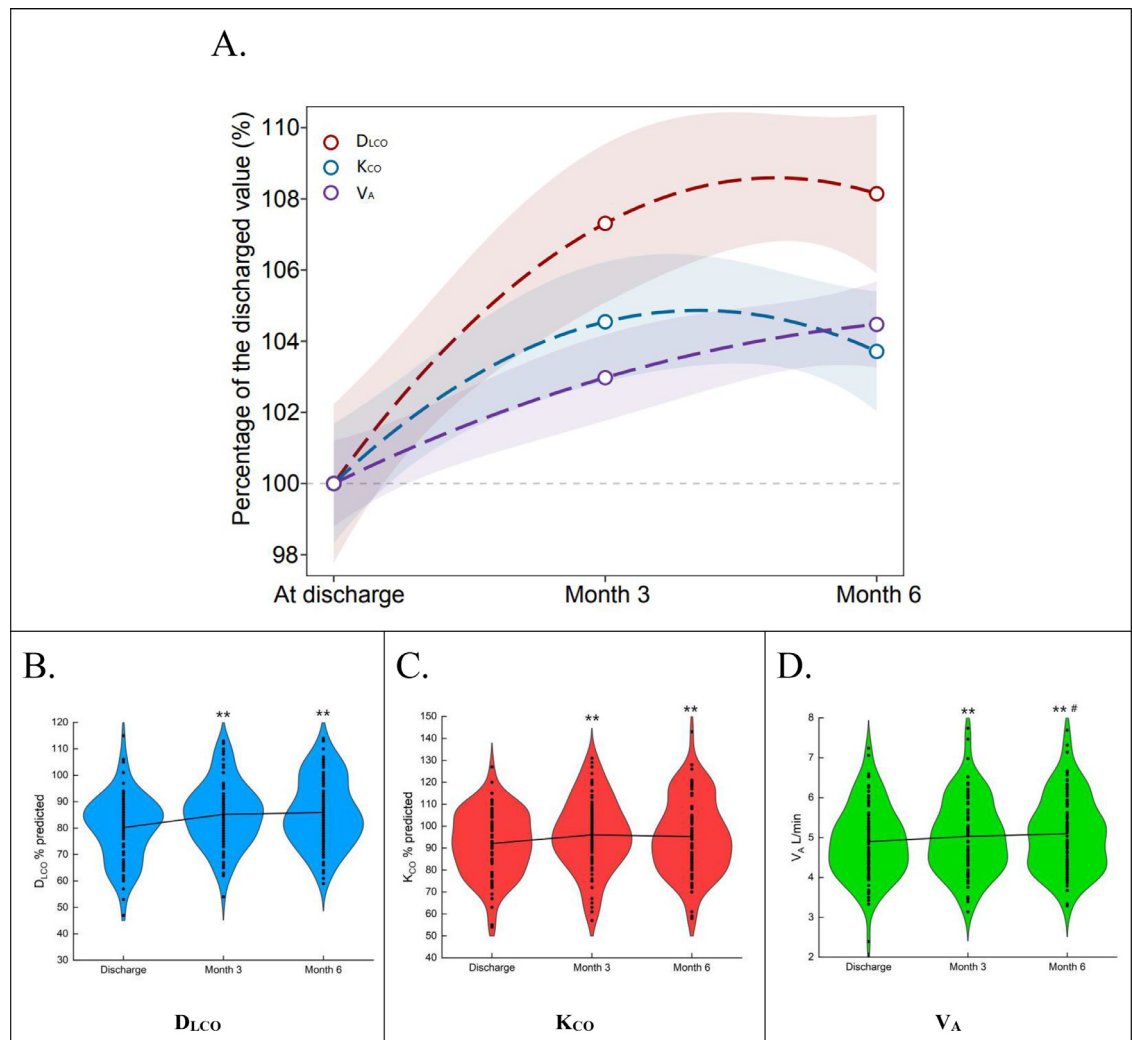 A.
Percentage of the discharged value (%)
110
108
106
104
102
100
98
DLCO
KCO
VA
At discharge Month 3 Month 6
B.
DLCO % predicted
120
110
100
90
80
70
60
50
40
30
** **
Discharge Month 3 Month 6
DLCO
C.
KCO % predicted
150
140
130
120
110
100
90
80
70
60
50
40
** **
Discharge Month 3 Month 6
KCO
D.
VA L/min
8
7
6
5
4
3
2
** ** #
Discharge Month 3 Month 6
VA